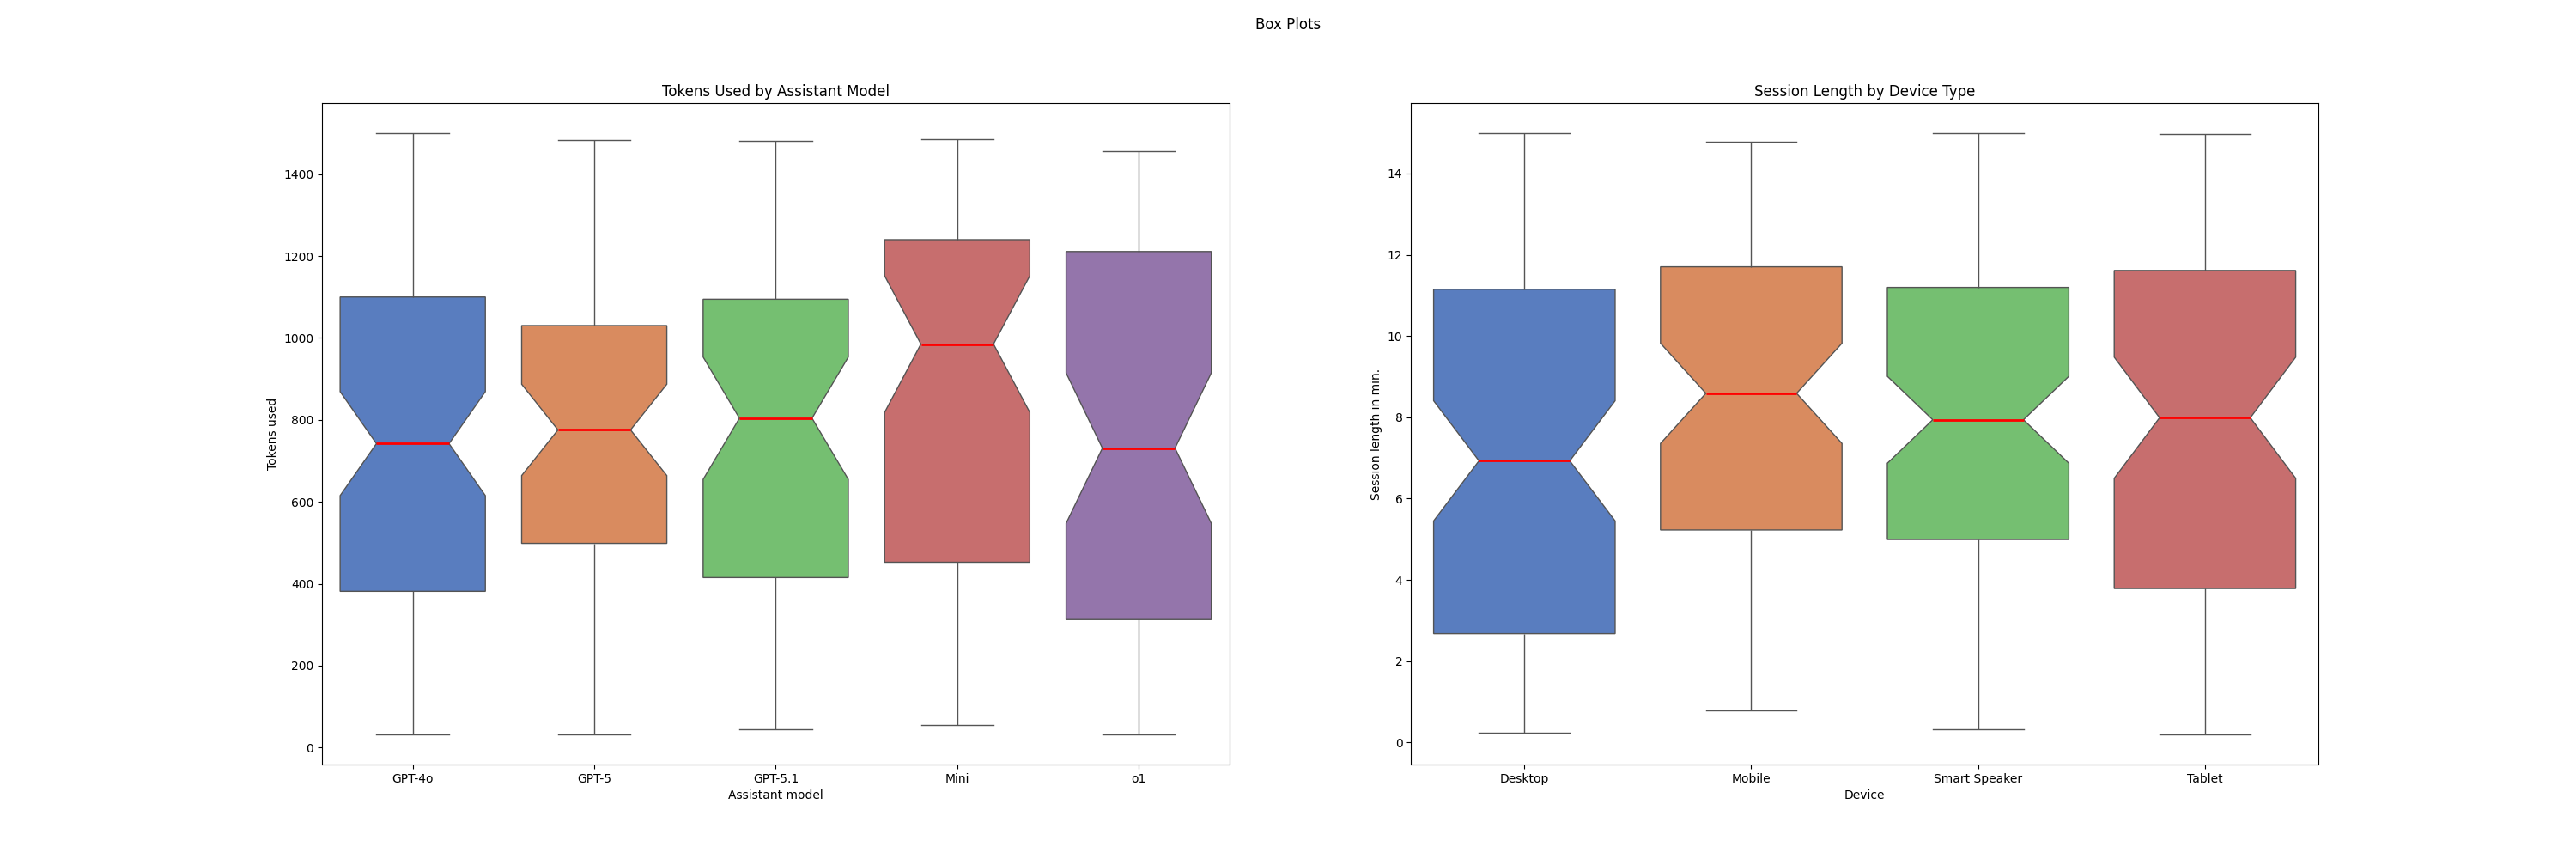 Box Plots
Tokens Used by Assistant Model
Tokens used
1400
1200
1000
800
600
400
200
0
GPT-4o GPT-5 GPT-5.1 Mini o1
Assistant model
Session Length by Device Type
Session length in min.
14
12
10
8
6
4
2
0
Desktop Mobile Smart Speaker Tablet
Device